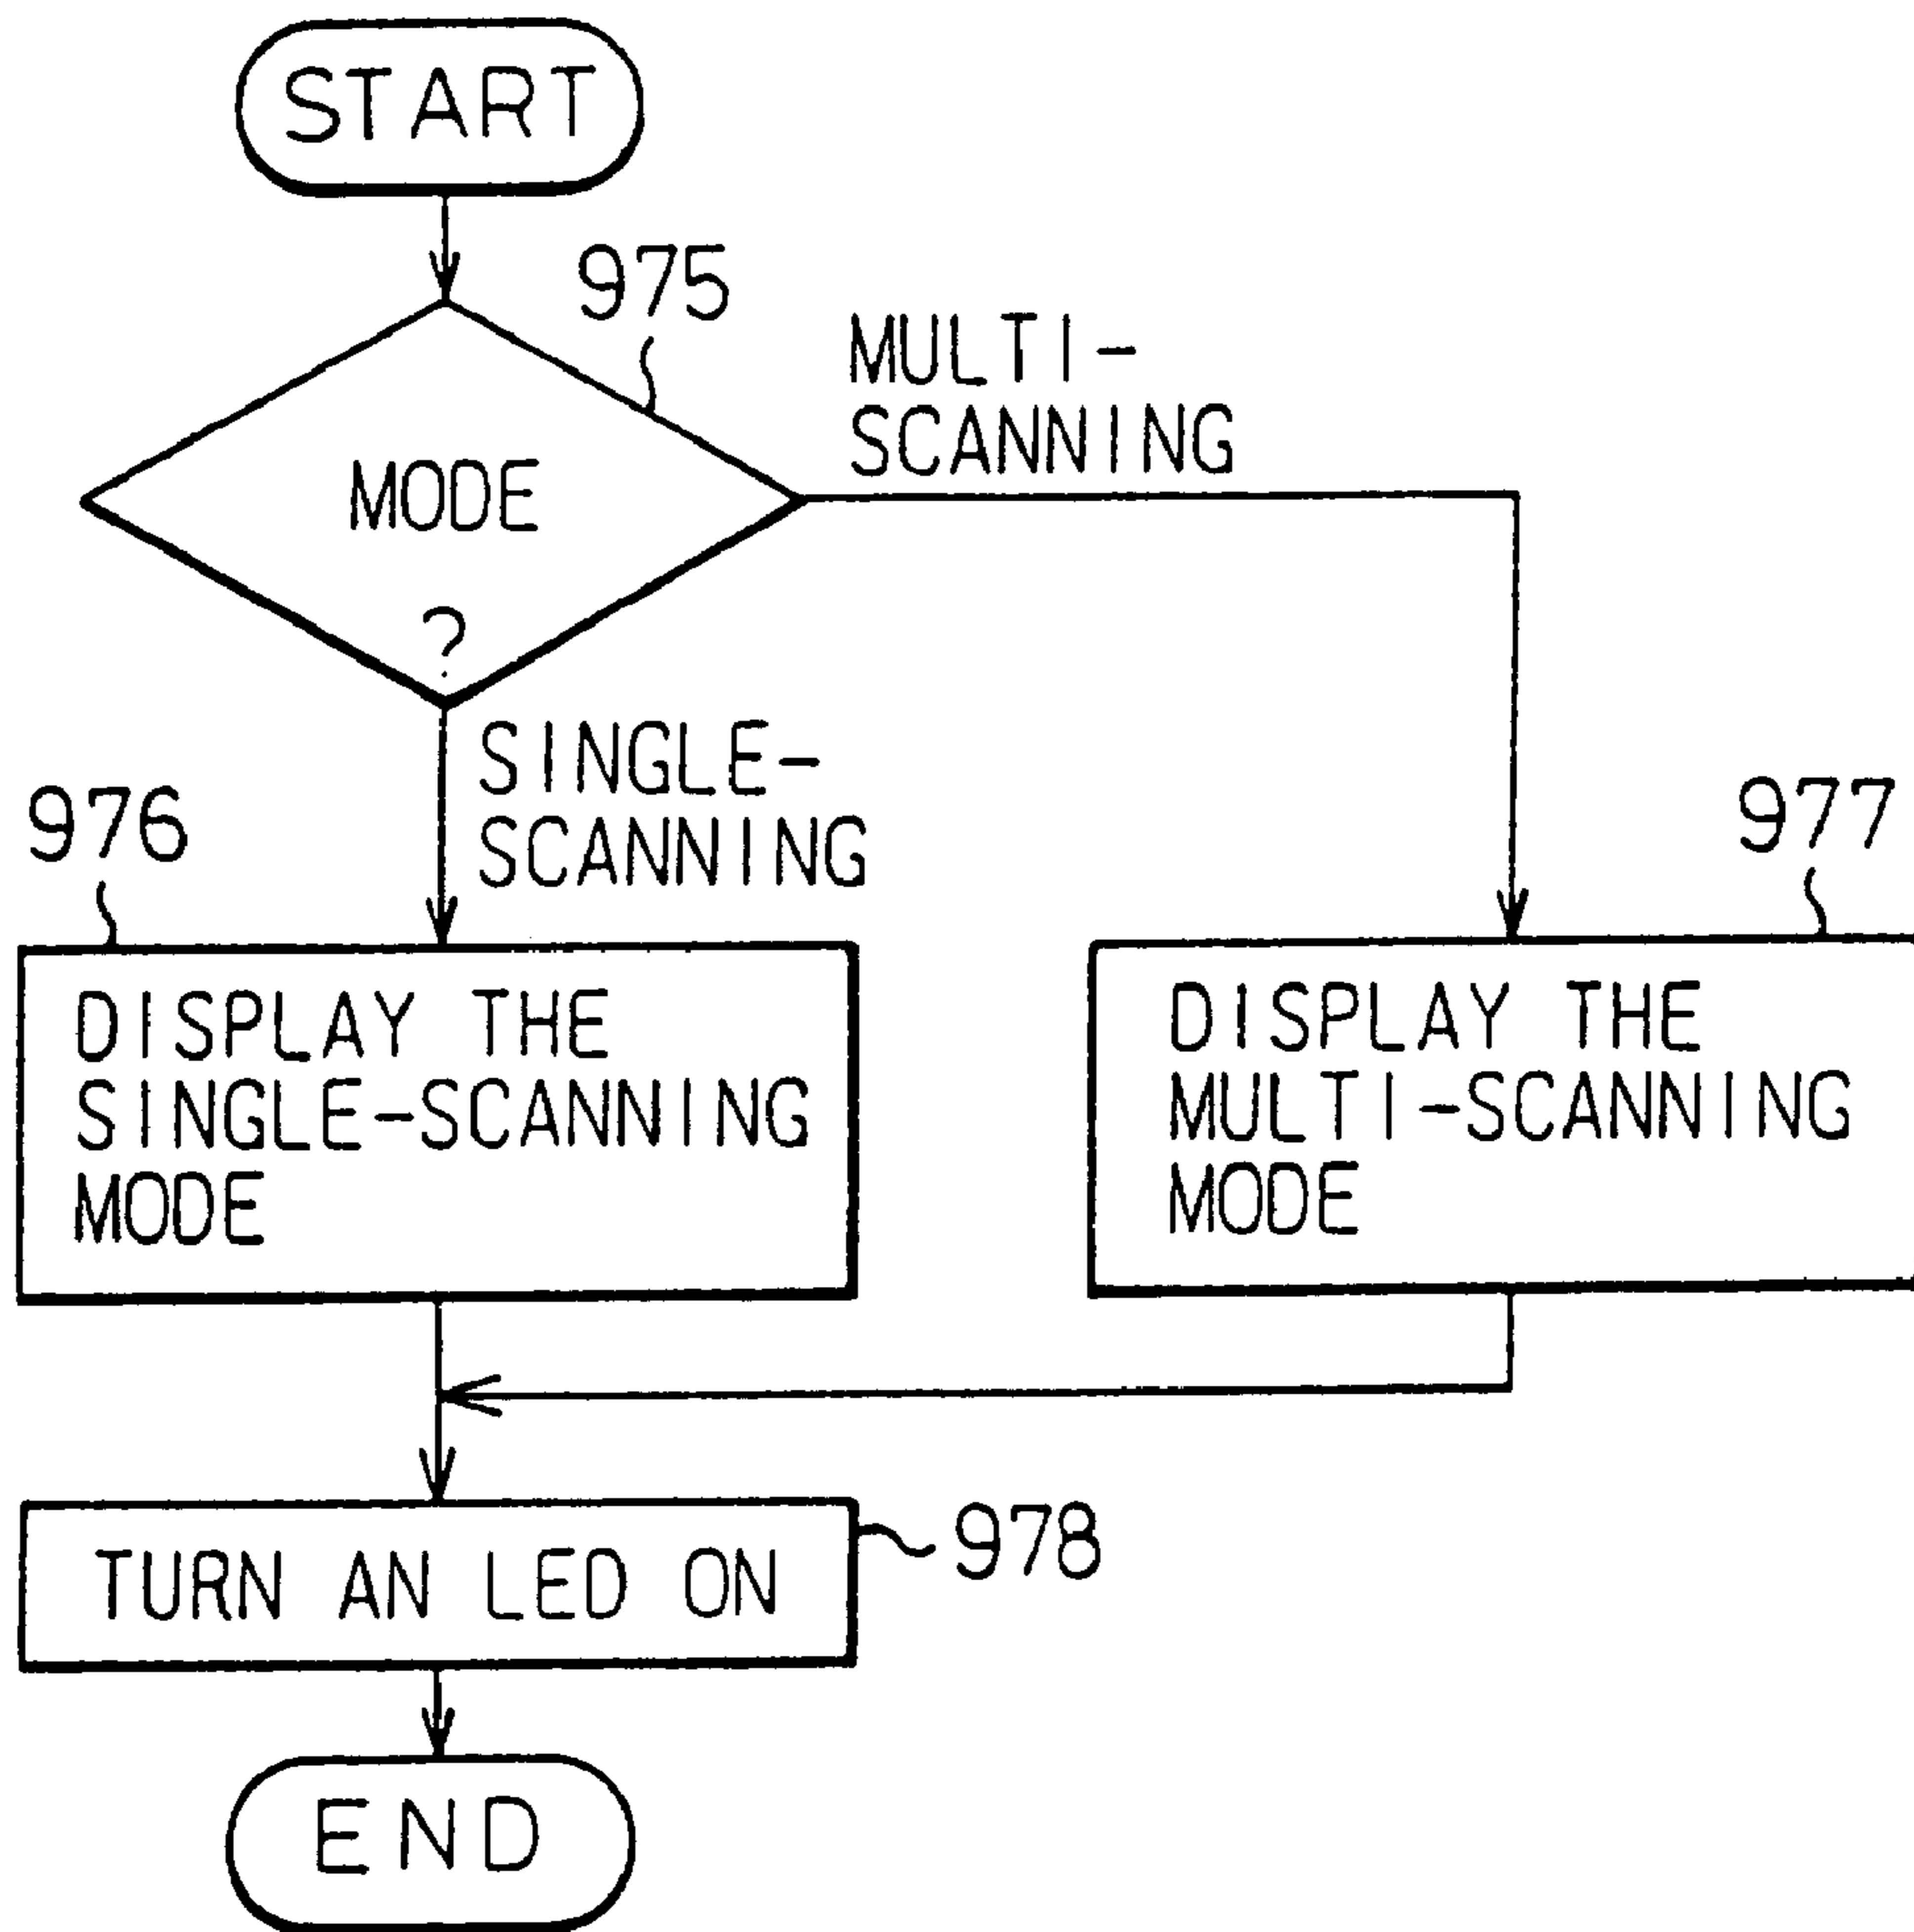 START
975
MULTI-
SCANNING
MODE
?
SINGLE-
SCANNING
976
977
DISPLAY THE
SINGLE-SCANNING
MODE
DISPLAY THE
MULTI-SCANNING
MODE
TURN AN LED ON
978
END